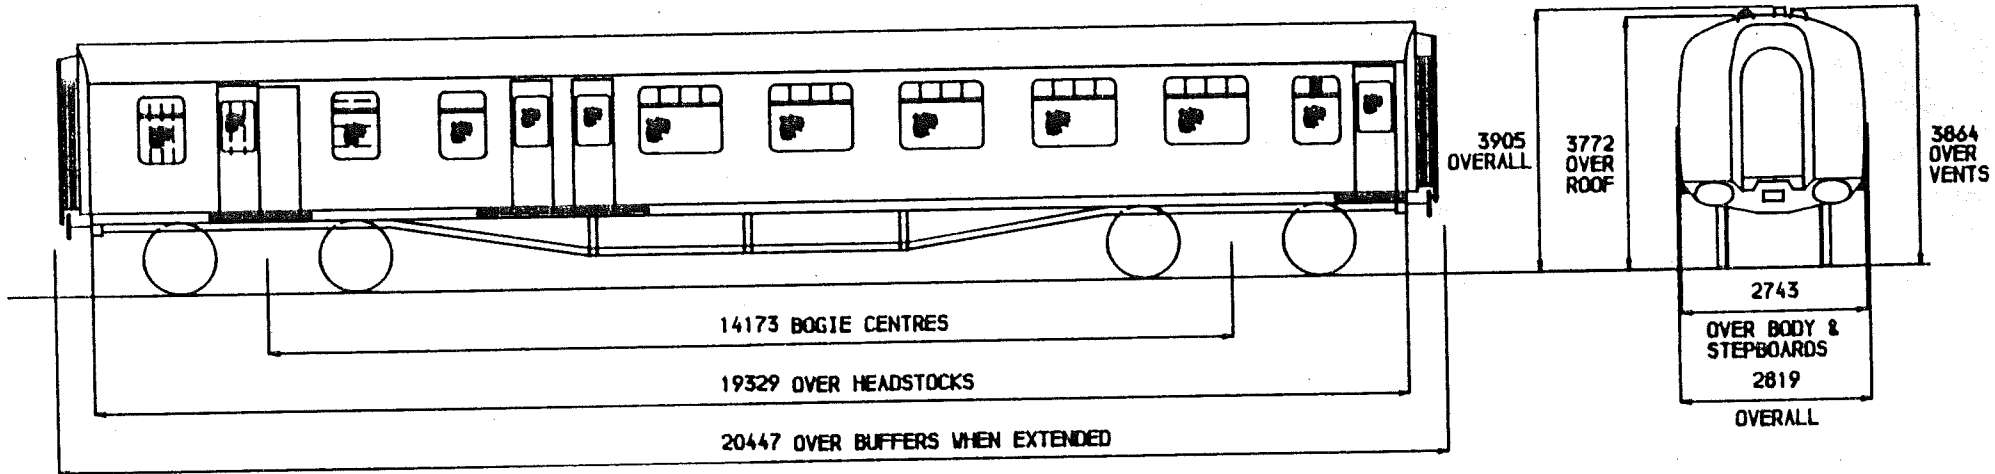 3905
OVERALL
3772
OVER
ROOF
3864
OVER
VENTS
14173 BOGIE CENTRES
19329 OVER HEADSTOCKS
20447 OVER BUFFERS WHEN EXTENDED
2743
OVER BODY &
STEPBOARDS
2819
OVERALL